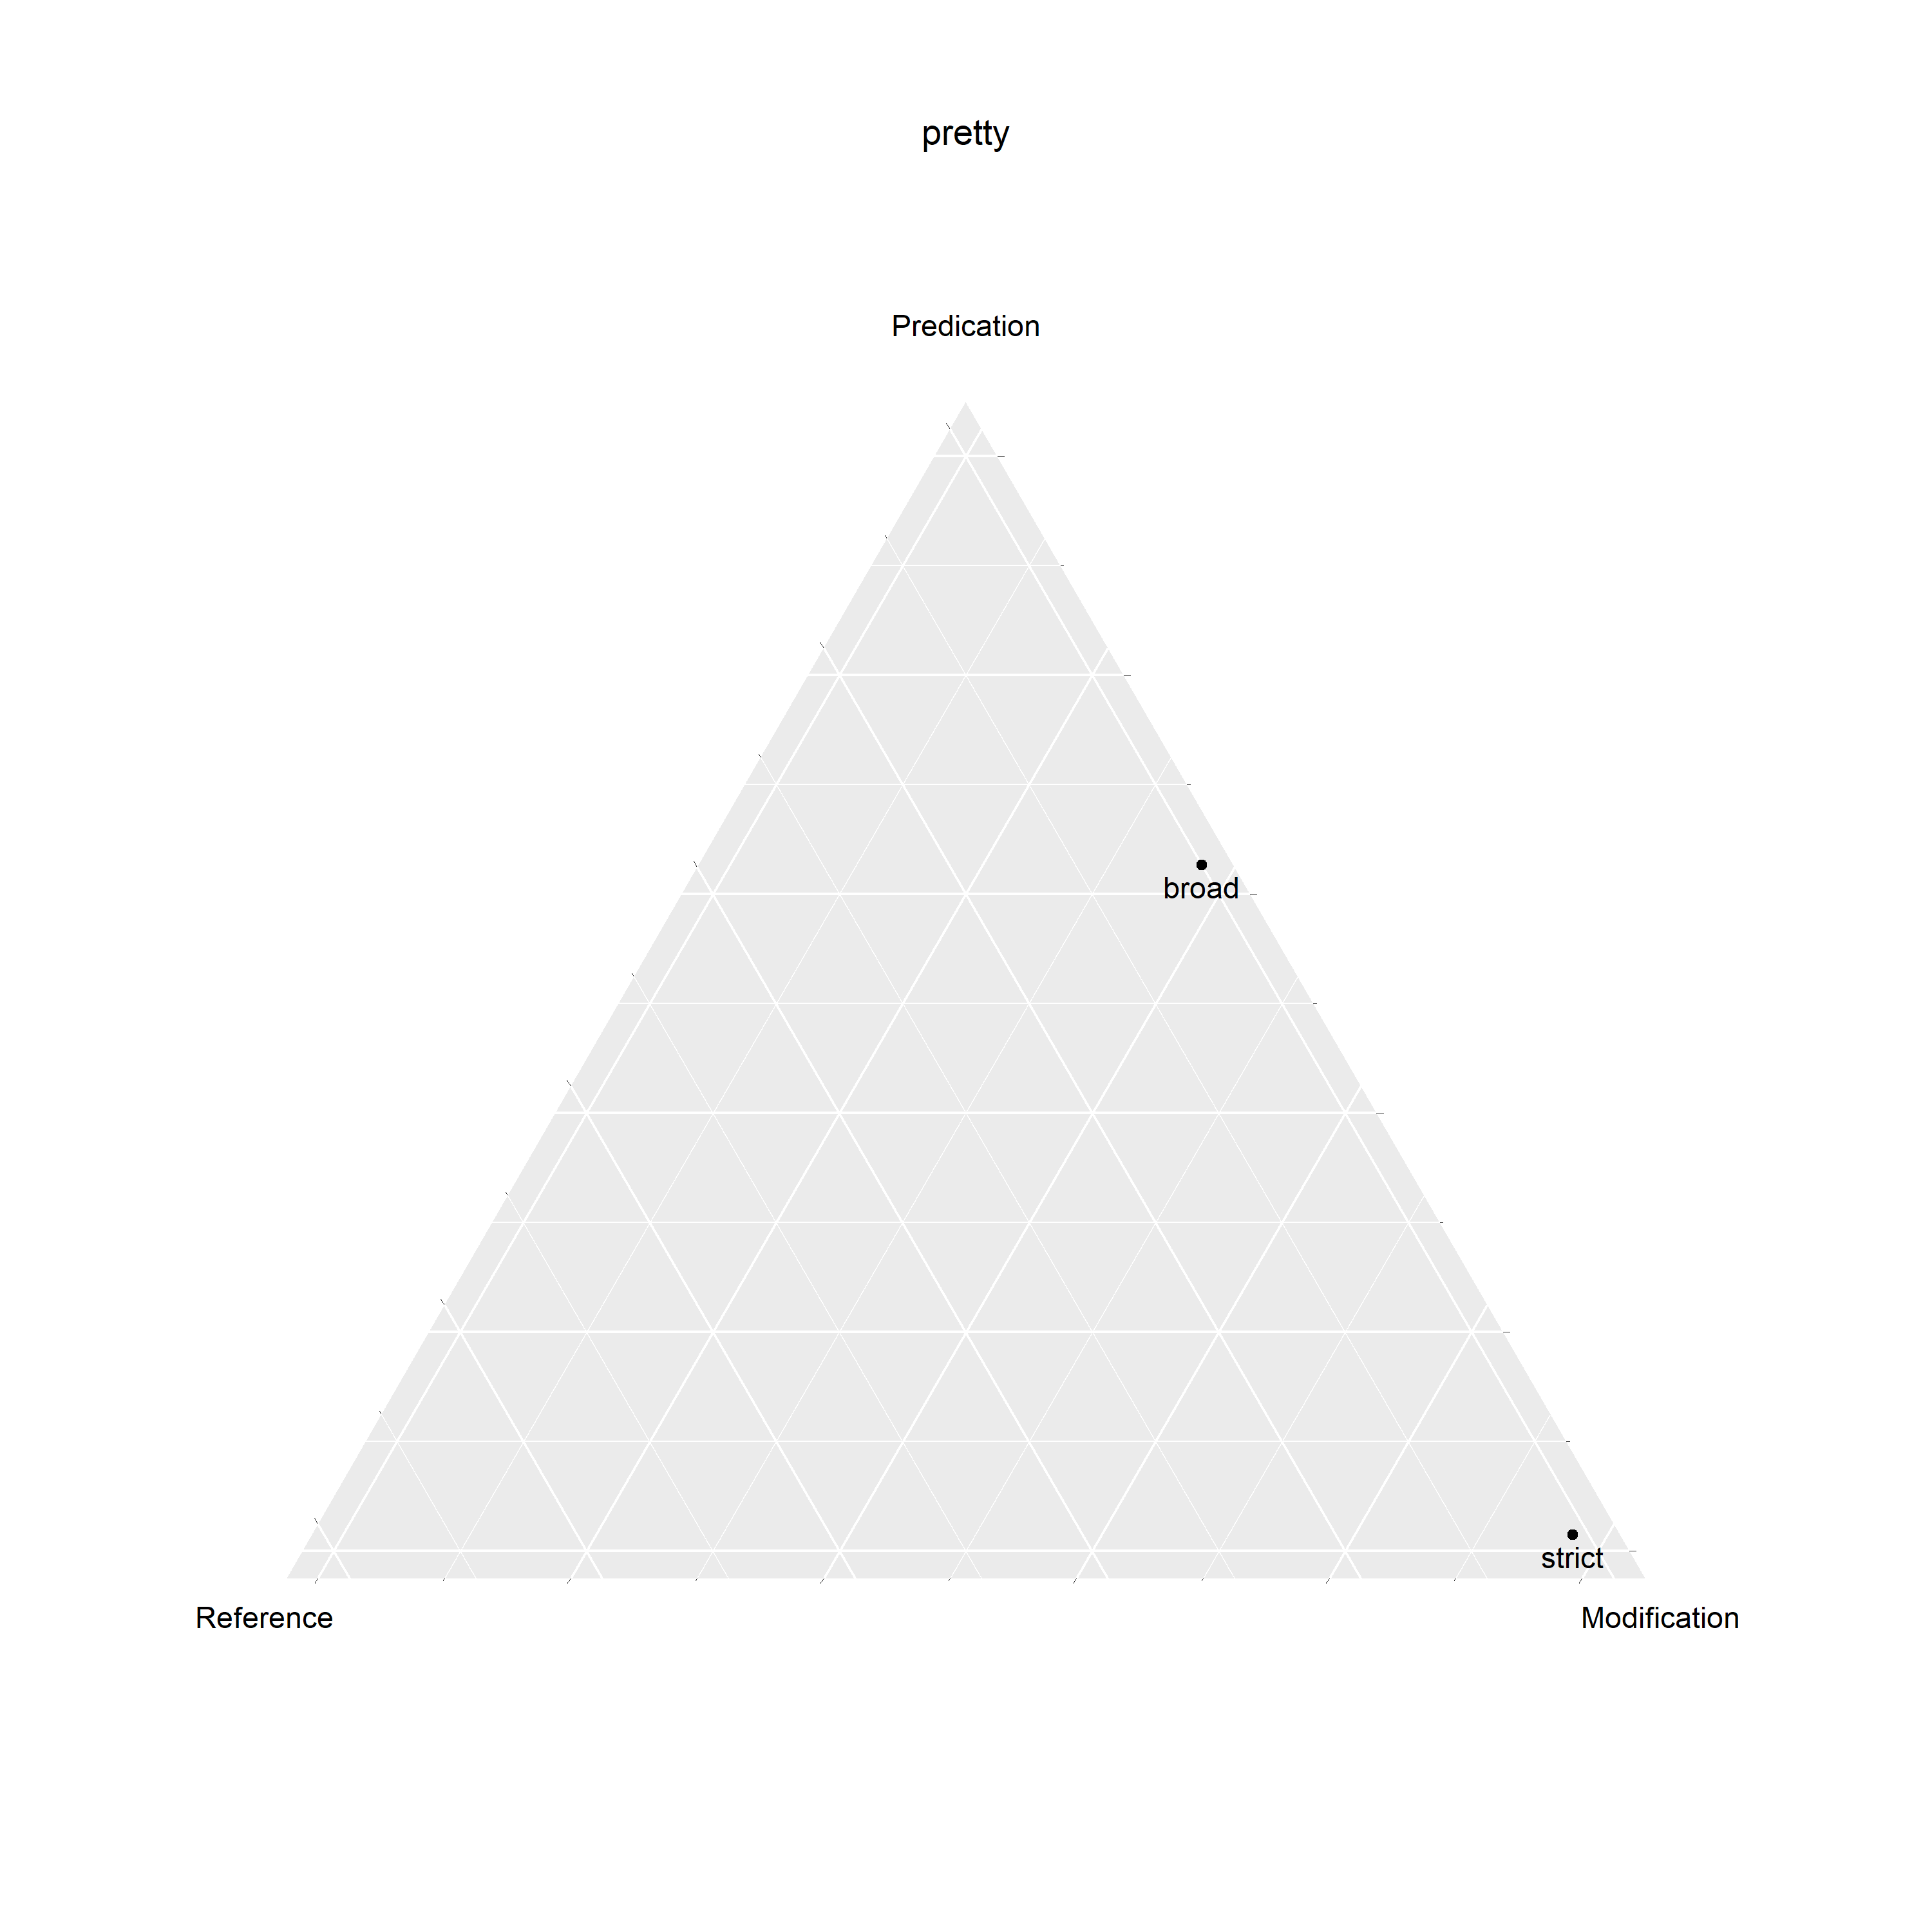 pretty
Predication
broad
strict
Reference
Modification